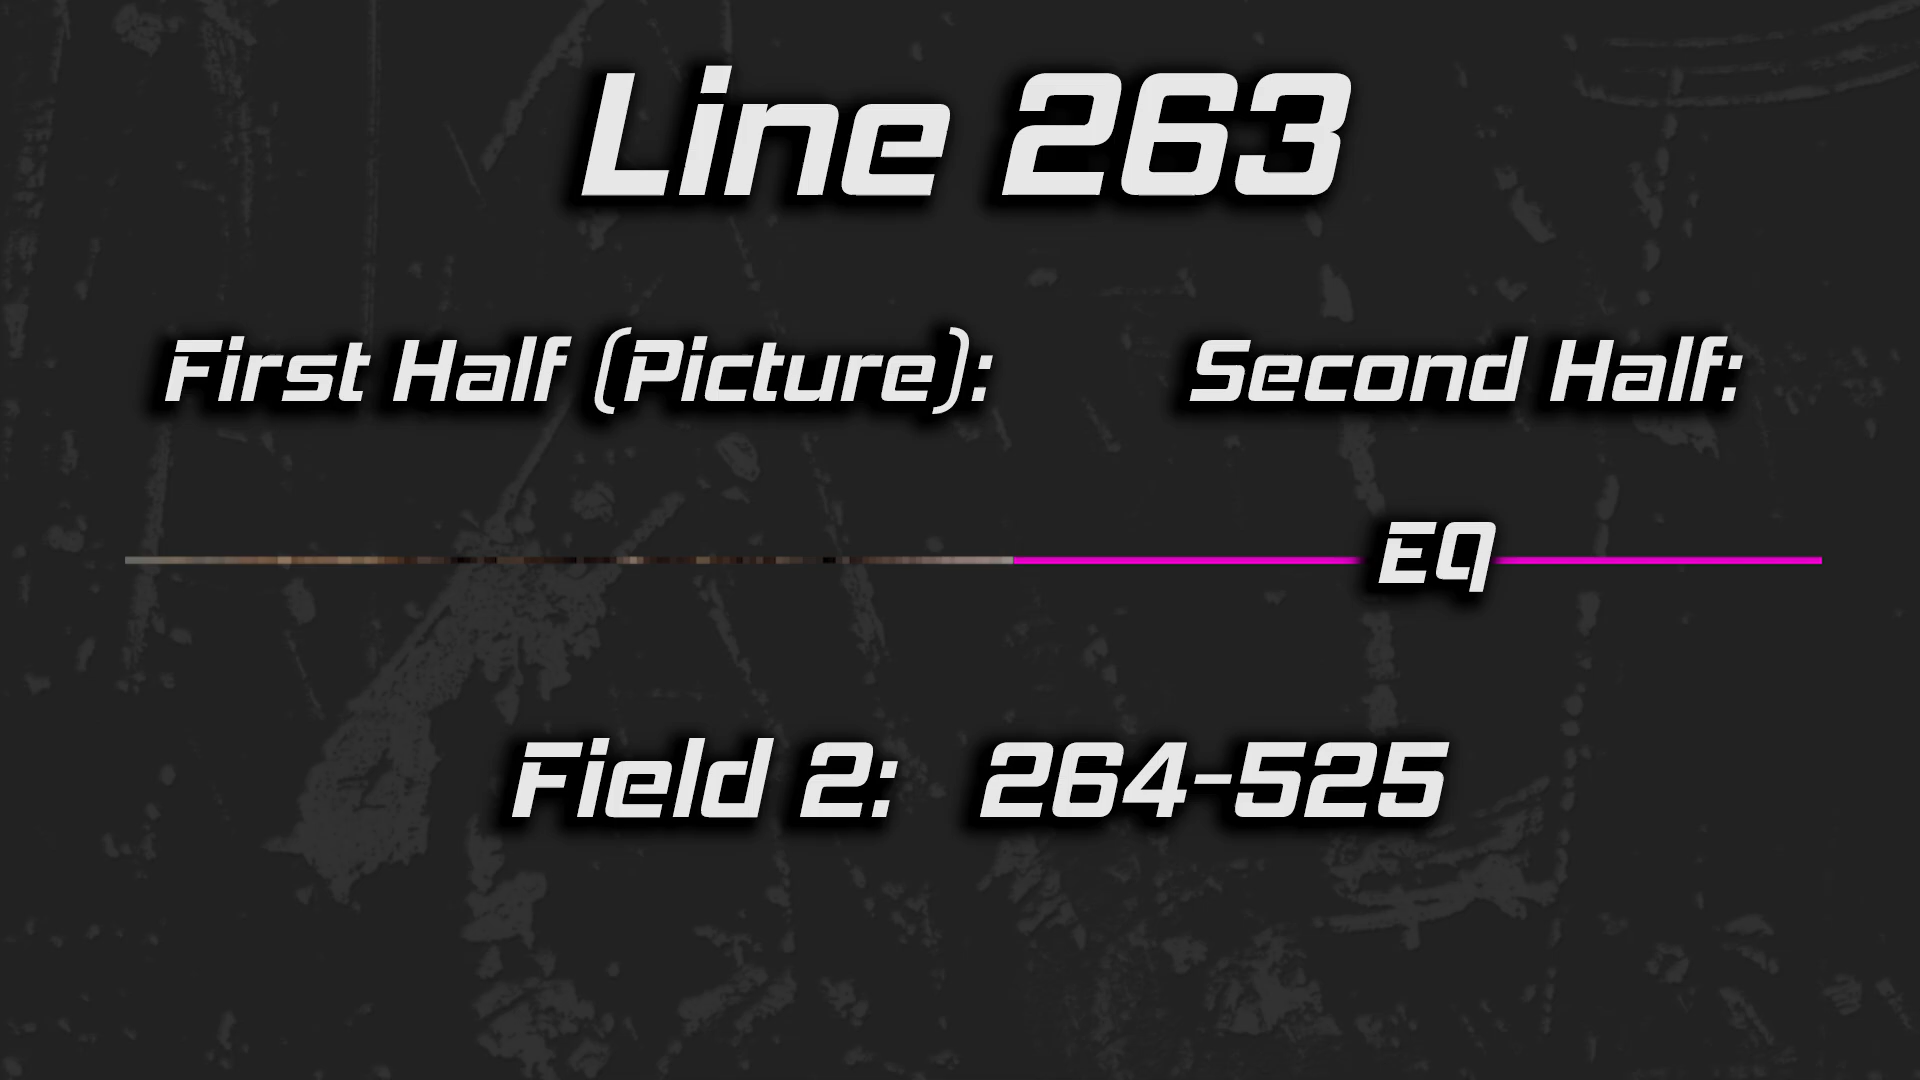 Line 263
First Half (Picture): Second Half:
EQ
Field 2: 264-525